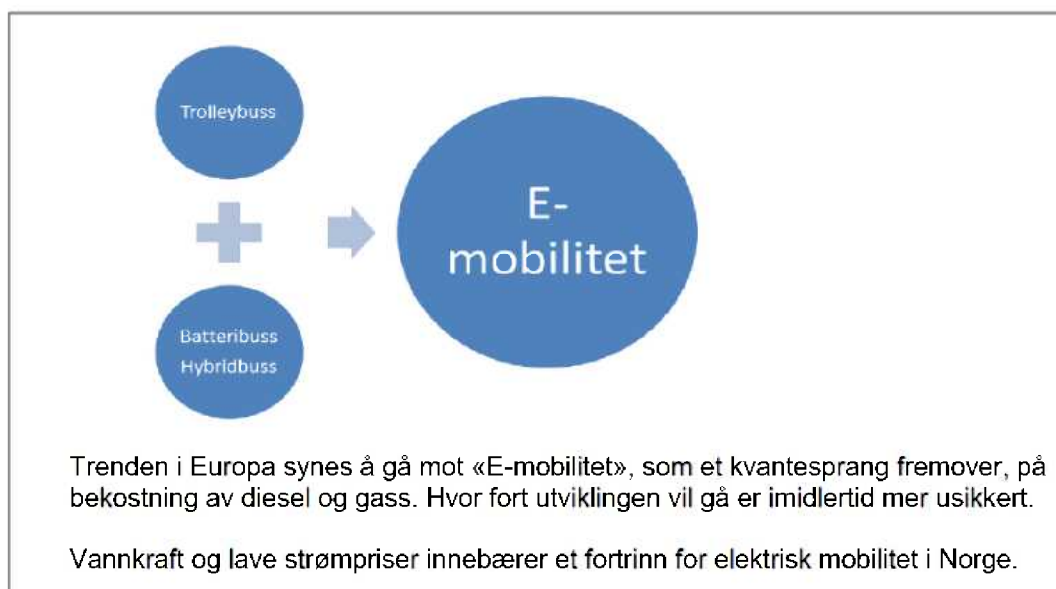 Trolleybuss
Batteribuss
Hybridbuss
E-
mobilitet
Trenden i Europa synes å gå mot «E-mobilitet», som et kvantesprang fremover, på
bekostning av diesel og gass. Hvor fort utviklingen vil gå er imidlertid mer usikkert.
Vannkraft og lave strømpriser innebærer et fortrinn for elektrisk mobilitet i Norge.